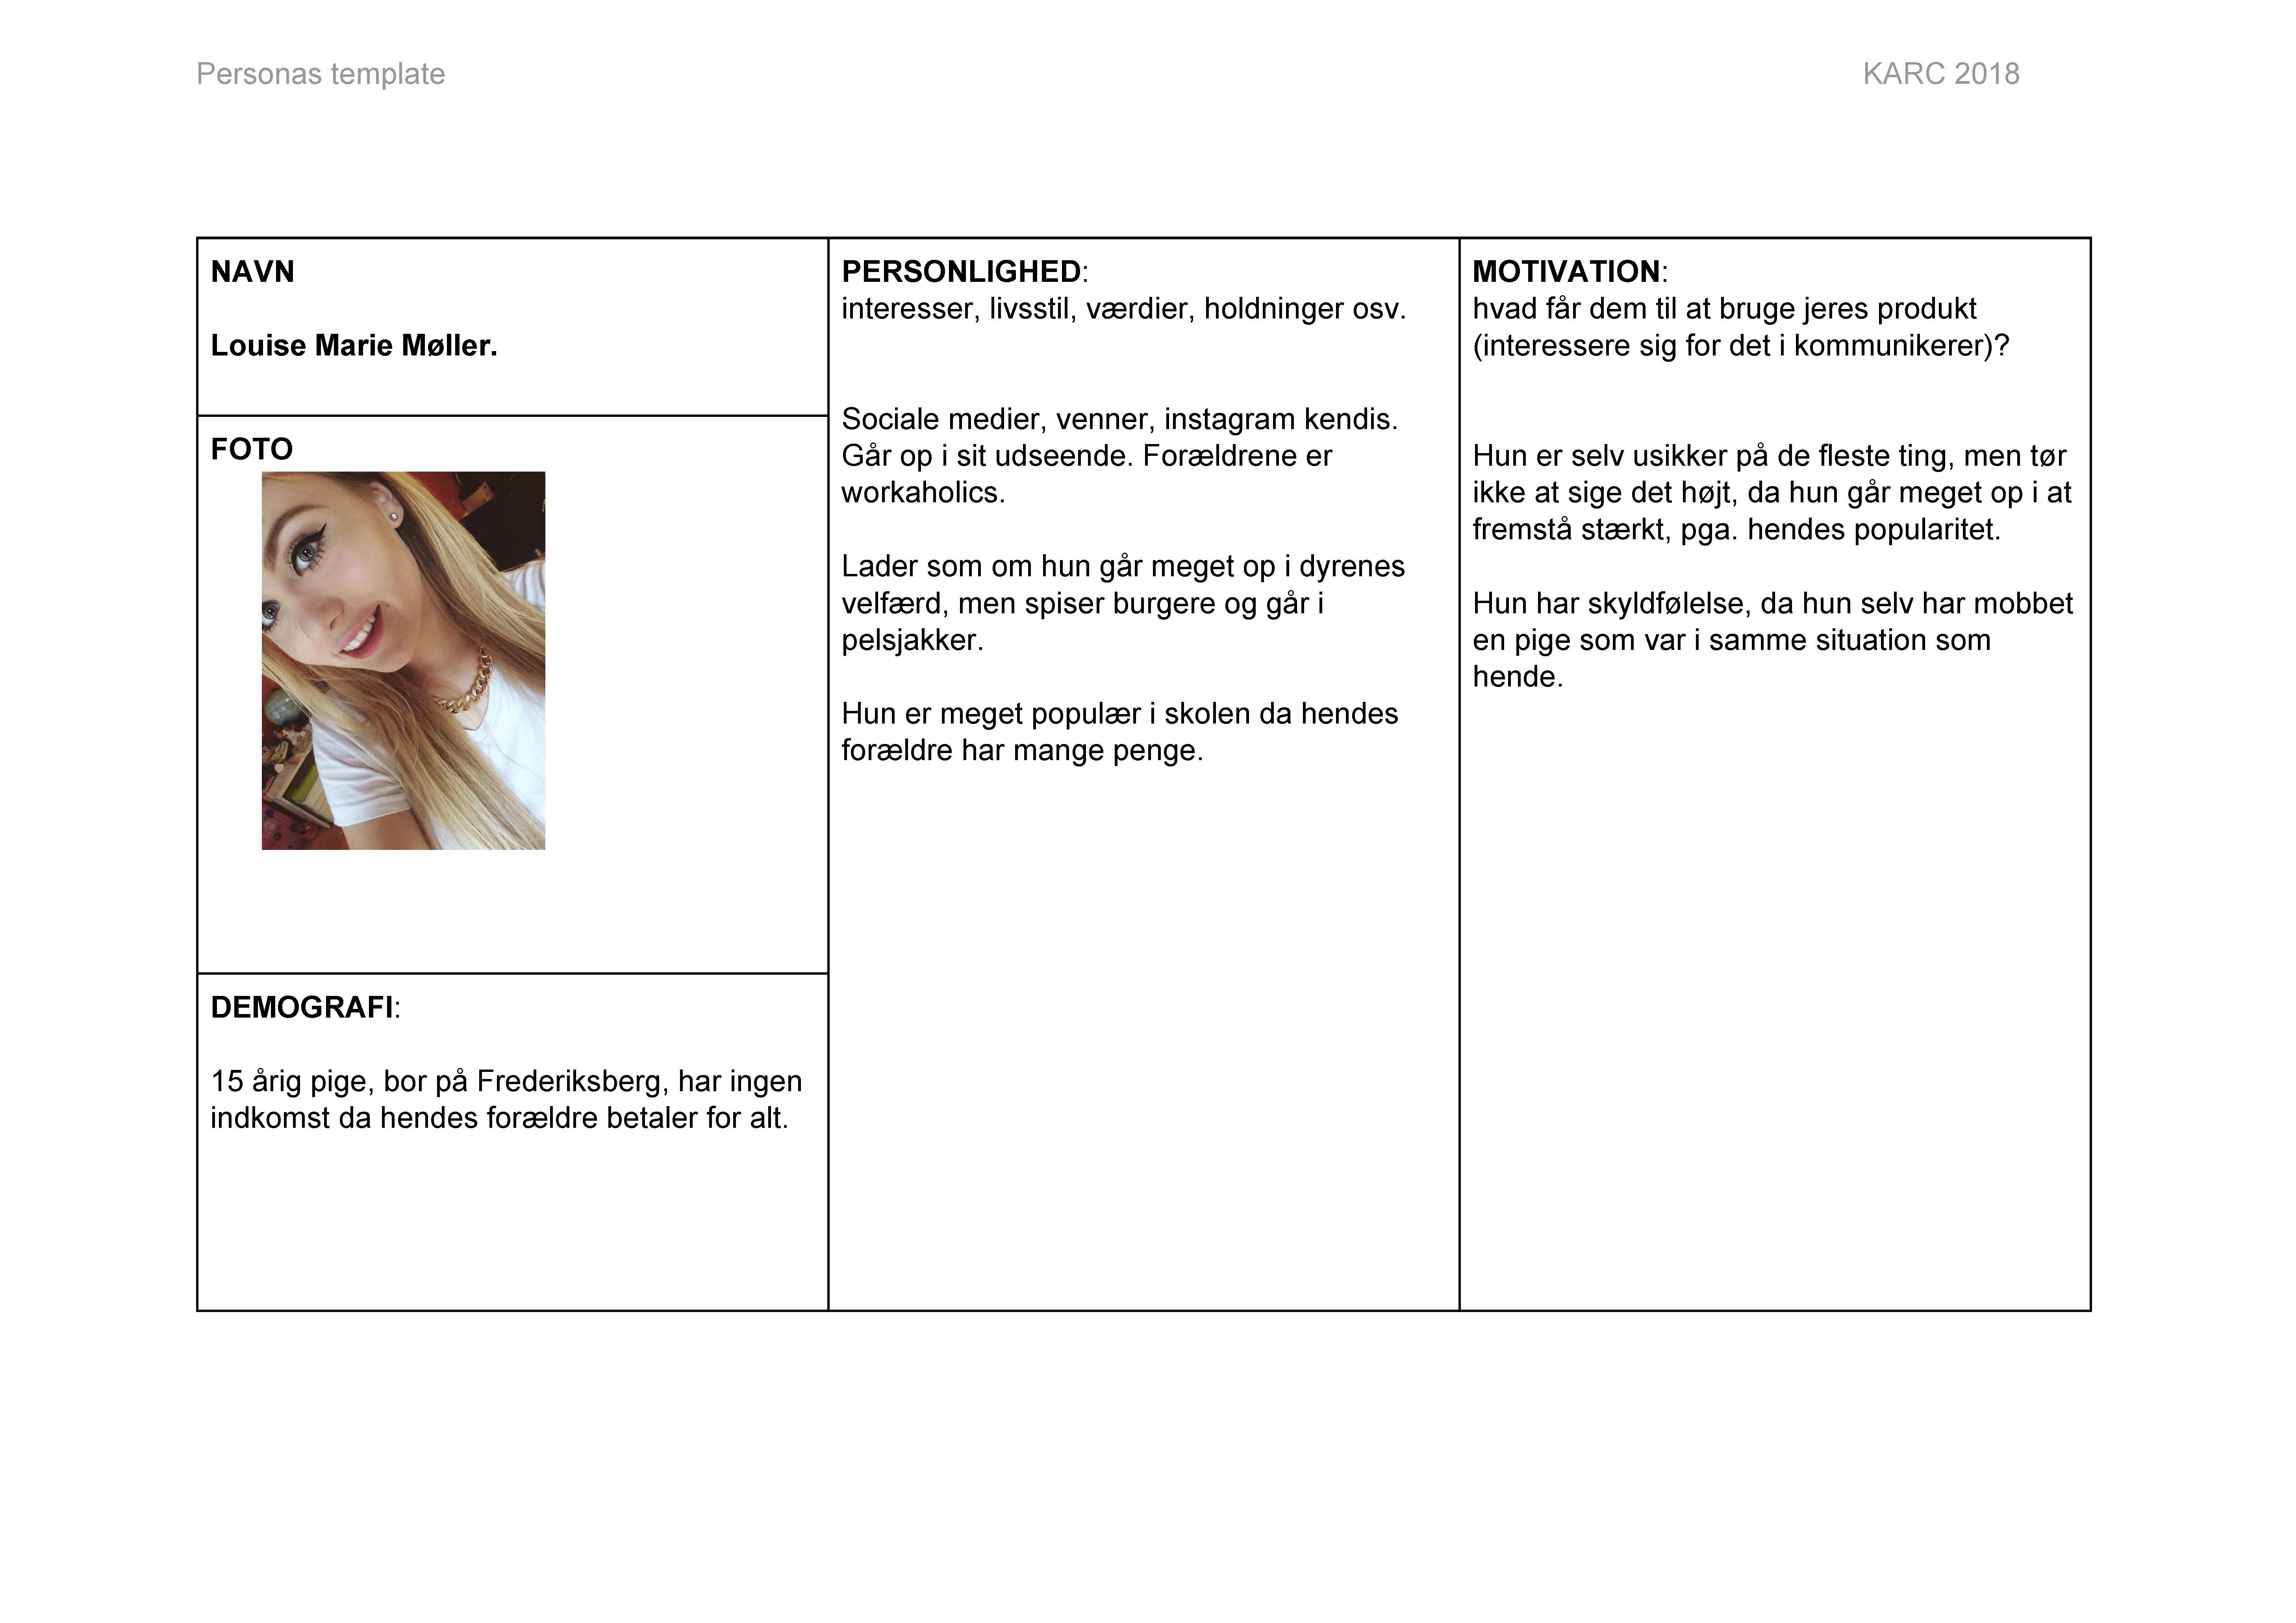 Personas template
KARC 2018
NAVN
Louise Marie Møller.
FOTO
DEMOGRAFI:
15 årig pige, bor på Frederiksberg, har ingen
indkomst da hendes forældre betaler for alt.
PERSONLIGHED:
interesser, livsstil, værdier, holdninger osv.
Sociale medier, venner, instagram kendis.
Går op i sit udseende. Forældrene er
workaholics.
Lader som om hun går meget op i dyrenes
velfærd, men spiser burgere og går i
pelsjakker.
Hun er meget populær i skolen da hendes
forældre har mange penge.
MOTIVATION:
hvad får dem til at bruge jeres produkt
(interessere sig for det i kommunikerer)?
Hun er selv usikker på de fleste ting, men tør
ikke at sige det højt, da hun går meget op i at
fremstå stærkt, pga. hendes popularitet.
Hun har skyldfølelse, da hun selv har mobbet
en pige som var i samme situation som
hende.